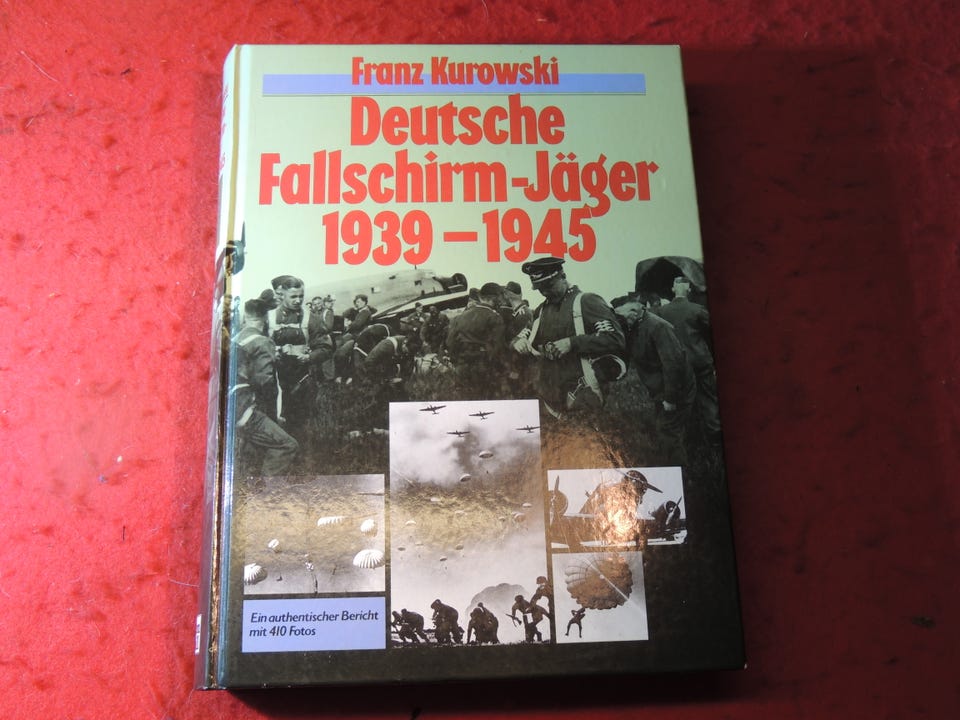 Franz Kurowski
Deutsche
Fallschirm-Jäger
1939–1945
Ein authentischer Bericht
mit 410 Fotos